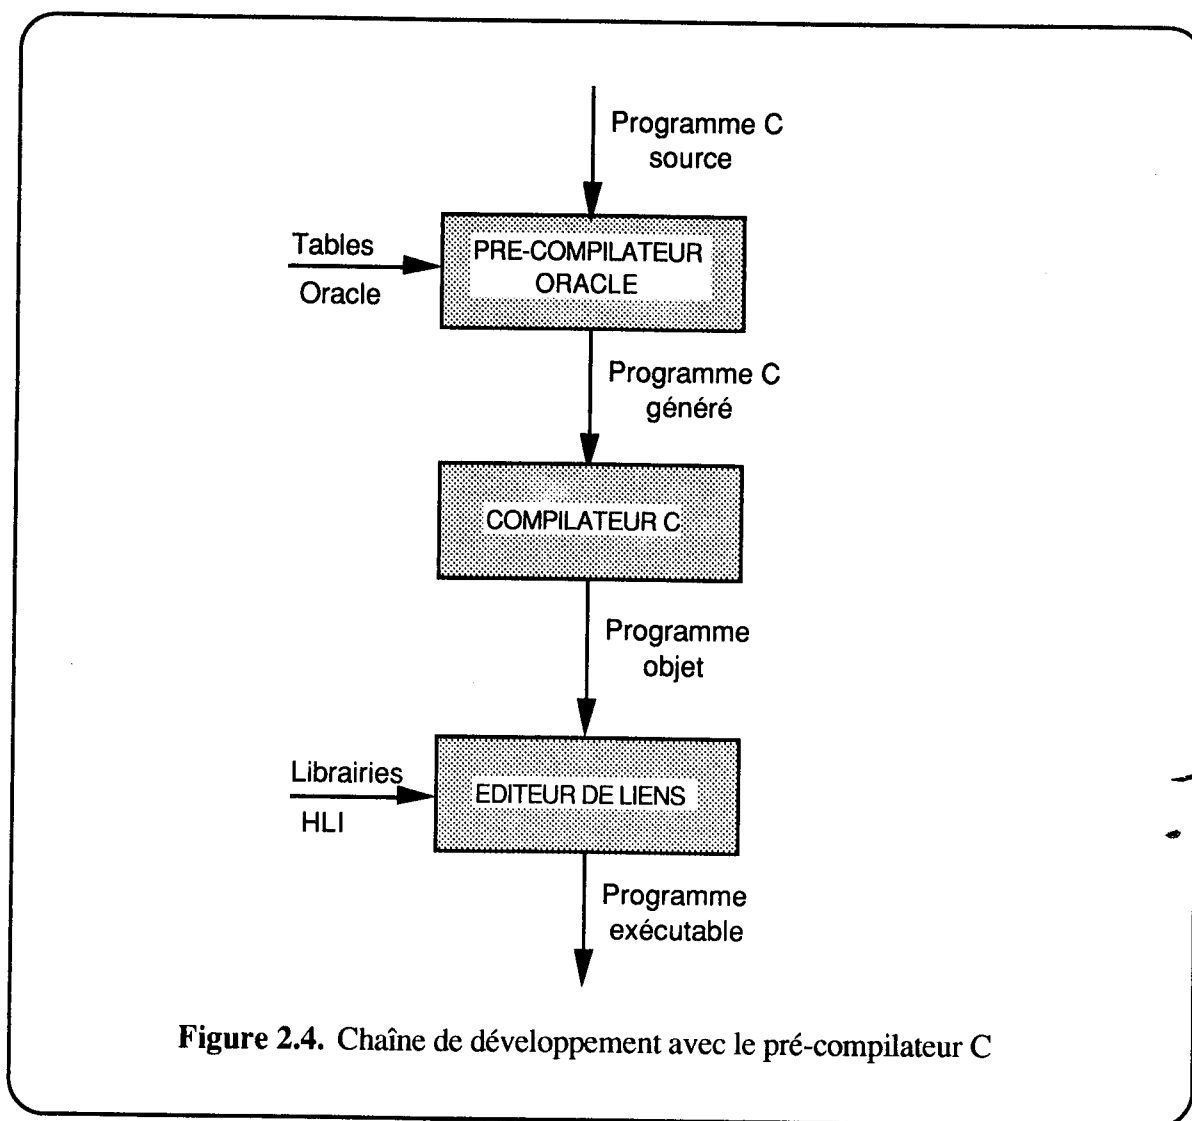 Programme C
source
Tables
Oracle
PRE-COMPILATEUR
ORACLE
Programme C
généré
COMPILATEUR C
Programme
objet
Librairies
HLI
EDITEUR DE LIENS
Programme
exécutable
Figure 2.4. Chaîne de développement avec le pré-compilateur C